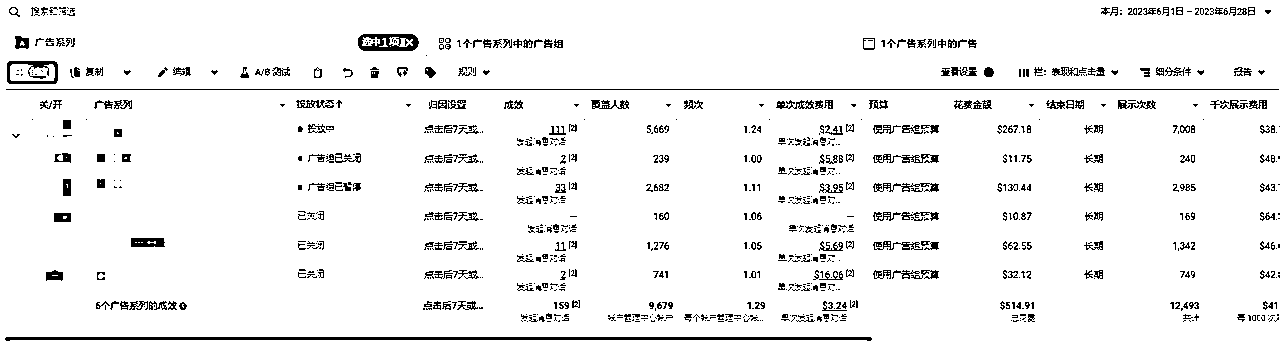 搜索和筛选
本月：2023年6月1日 – 2023年6月28日
广告系列
选中1项
1个广告系列中的广告组
1个广告系列中的广告
复制
编辑
A/B 测试
规则
查看设置
栏：表现和点击量
细分条件
报告
关/开 广告系列 投放状态↑ 归因设置 成效 覆盖人数 频次 单次成效费用 预算 花费金额 结束日期 展示次数 千次展示费用
投放中 点击后7天或... 111 [2] 5,669 1.24 $2.41 [2] 使用广告组预算 $267.18 长期 7,008 $38.
发起消息对话 单次发起消息对...
广告组已关闭 点击后7天或... 2 [2] 239 1.00 $5.88 [2] 使用广告组预算 $11.75 长期 240
发起消息对话 单次发起消息对...
广告组已暂停 点击后7天或... 33 [2] 2,682 1.11 $3.95 [2] 使用广告组预算 $130.44 长期 2,985 $43.
发起消息对话 单次发起消息对...
已关闭 点击后7天或... — 160 1.06 — 使用广告组预算 $10.87 长期 169 $64.
发起消息对话 单次发起消息对...
已关闭 点击后7天或... 11 [2] 1,276 1.05 $5.69 [2] 使用广告组预算 $62.55 长期 1,342 $46.
发起消息对话 单次发起消息对...
已关闭 点击后7天或... 2 [2] 741 1.01 $16.06 [2] 使用广告组预算 $32.12 长期 749 $42.
发起消息对话 单次发起消息对...
6个广告系列的成效 点击后7天或... 159 [2] 9,679 1.29 $3.24 [2] $514.91 12,493 $41
发起消息对话 账户管理中心账户 每个账户管理中心账... 单次发起消息对话 总花费 共计 每 1000 次